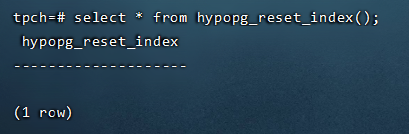 tpch=# select * from hypopg_reset_index();
 hypopg_reset_index
--------------------
(1 row)